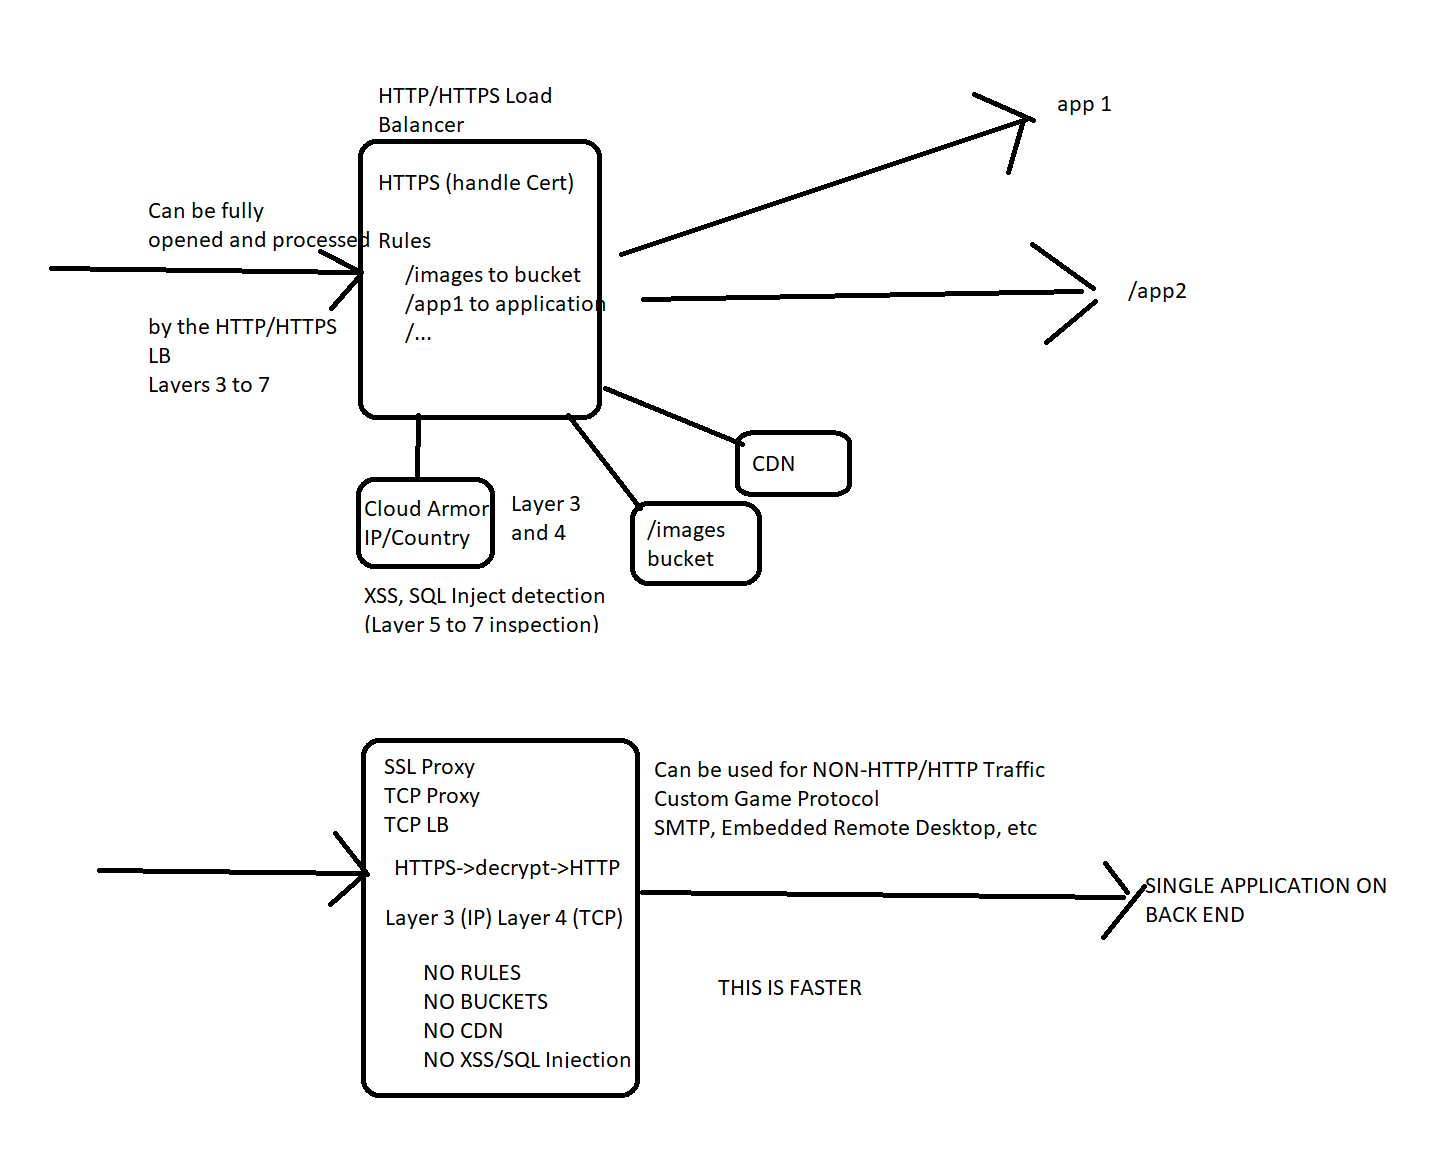 HTTP/HTTPS Load
Balancer
HTTPS (handle Cert)
Rules
/images to bucket
/app1 to application
/...
Can be fully
opened and processed
by the HTTP/HTTPS
LB
Layers 3 to 7
app 1
/app2
CDN
/images
bucket
Cloud Armor
IP/Country
Layer 3
and 4
XSS, SQL Inject detection
(Layer 5 to 7 inspection)
SSL Proxy
TCP Proxy
TCP LB
HTTPS->decrypt->HTTP
Layer 3 (IP) Layer 4 (TCP)
NO RULES
NO BUCKETS
NO CDN
NO XSS/SQL Injection
Can be used for NON-HTTP/HTTP Traffic
Custom Game Protocol
SMTP, Embedded Remote Desktop, etc
SINGLE APPLICATION ON
BACK END
THIS IS FASTER